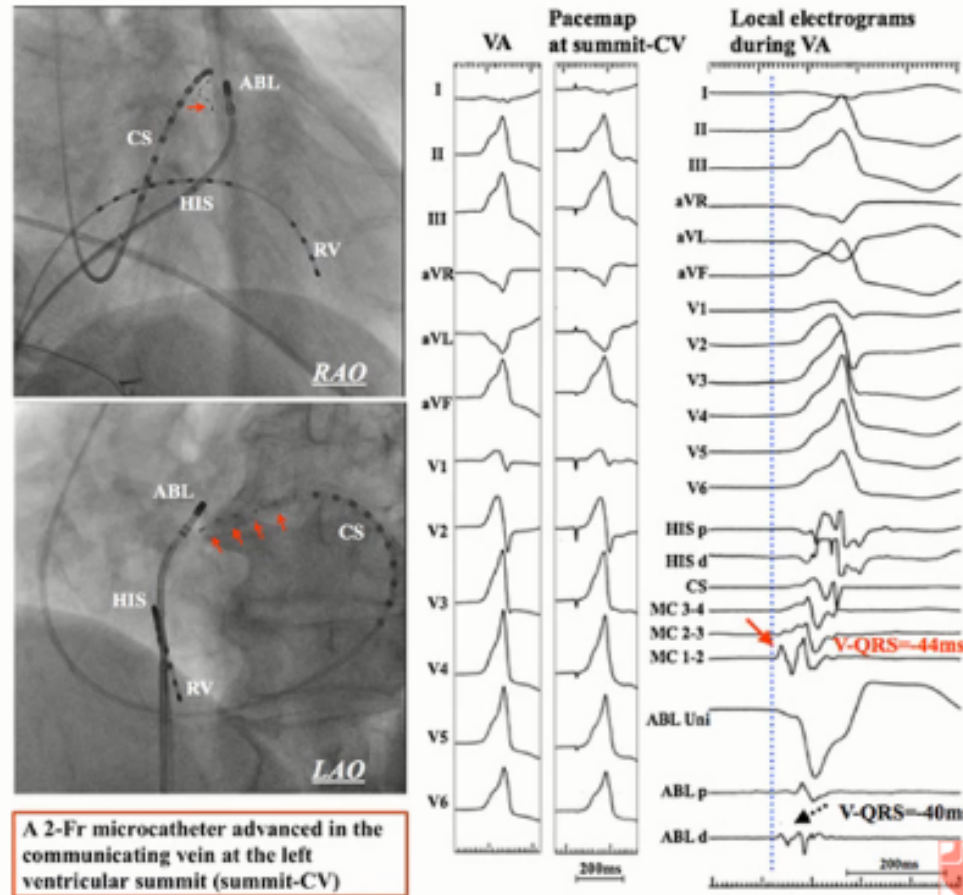 ABL
CS
HIS
RV
RAO
ABL
CS
HIS
RV
LAO
A 2-Fr microcatheter advanced in the
communicating vein at the left
ventricular summit (summit-CV)
VA
Pacemap
at summit-CV
I
II
III
aVR
aVL
aVF
V1
V2
V3
V4
V5
V6
200ms
Local electrograms
during VA
I
II
III
aVR
aVL
aVF
V1
V2
V3
V4
V5
V6
HIS p
HIS d
CS
MC 3-4
MC 2-3
V-QRS=-44ms
MC 1-2
ABL Uni
ABL p
V-QRS=-40ms
ABL d
200ms